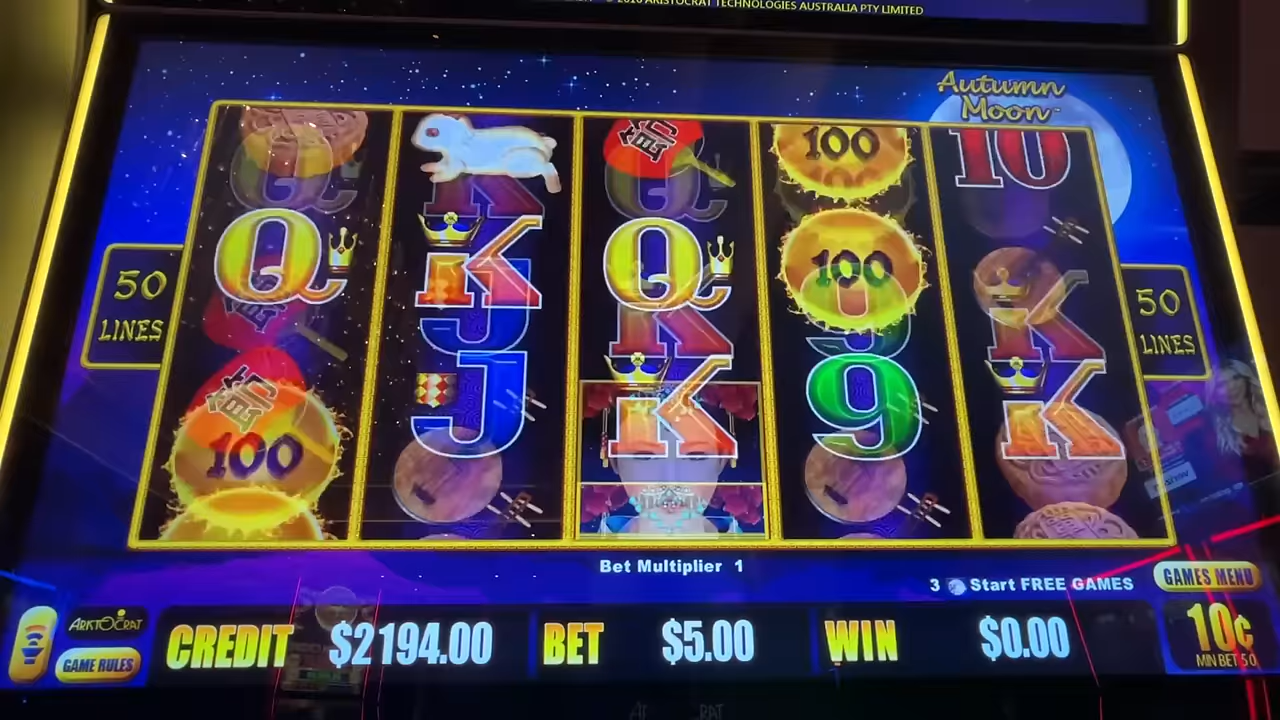 © 2016 ARISTOCRAT TECHNOLOGIES AUSTRALIA PTY LIMITED
Autumn
Moon
50
LINES
50
LINES
100
10
Q
K
Q
100
K
100
J
K
9
K
Bet Multiplier 1
3 Start FREE GAMES
GAMES MENU
ARISTOCRAT
GAME RULES
CREDIT $2194.00 BET $5.00 WIN $0.00
10¢
MIN BET 50